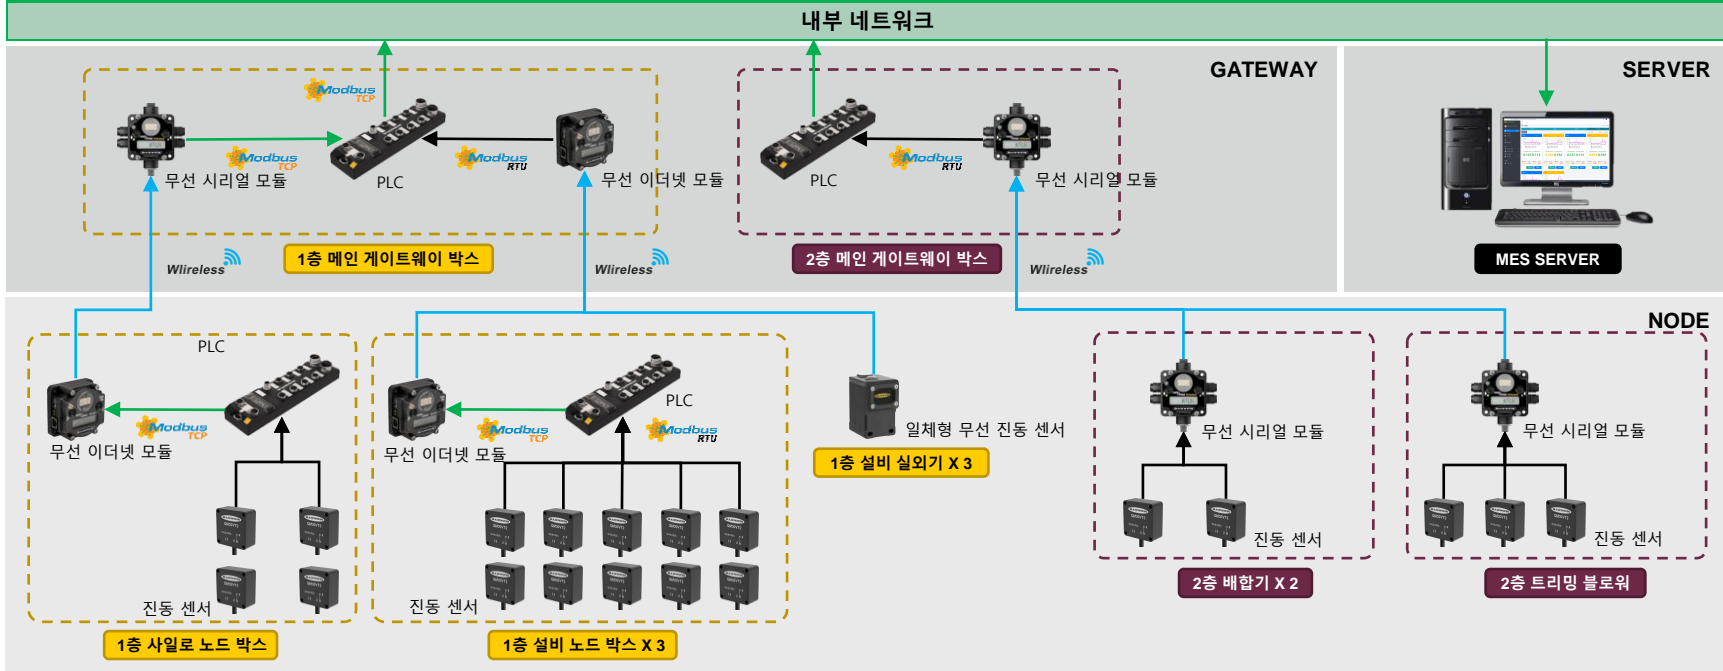 내부 네트워크
GATEWAY
SERVER
Modbus
TCP
Modbus
TCP
Modbus
RTU
Modbus
RTU
무선 시리얼 모듈
PLC
무선 이더넷 모듈
PLC
무선 시리얼 모듈
1층 메인 게이트웨이 박스
2층 메인 게이트웨이 박스
MES SERVER
Wlireless
Wlireless
Wlireless
NODE
PLC
PLC
Modbus
TCP
Modbus
TCP
Modbus
RTU
무선 이더넷 모듈
무선 이더넷 모듈
일체형 무선 진동 센서
무선 시리얼 모듈
무선 시리얼 모듈
1층 설비 실외기 X 3
진동 센서
진동 센서
진동 센서
진동 센서
2층 배합기 X 2
2층 트리밍 블로워
1층 사일로 노드 박스
1층 설비 노드 박스 X 3